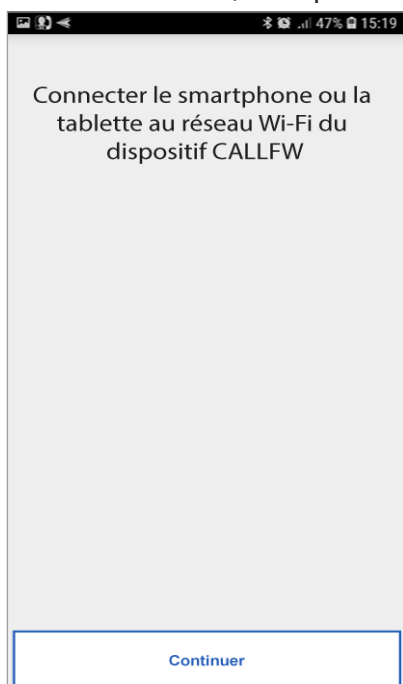 47% 15:19
Connecter le smartphone ou la
tablette au réseau Wi-Fi du
dispositif CALLFW
Continuer